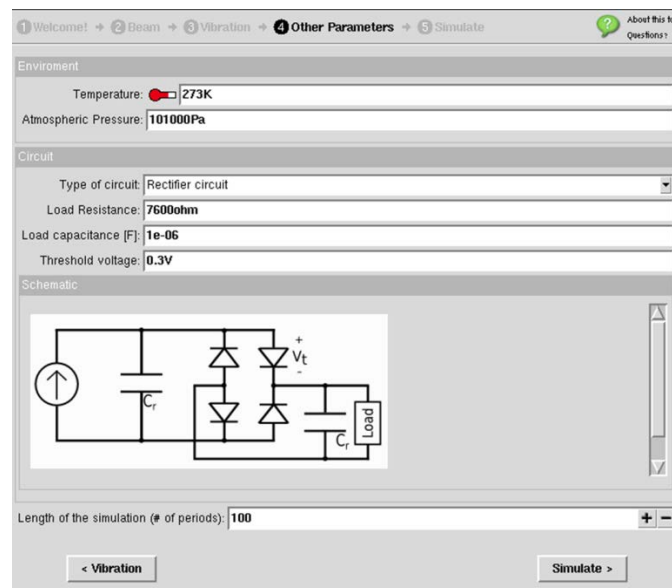 1 Welcome! → 2 Beam → 3 Vibration → 4 Other Parameters → 5 Simulate
?
About this to
Questions?
Enviroment
Temperature: 273K
Atmospheric Pressure: 101000Pa
Circuit
Type of circuit: Rectifier circuit
Load Resistance: 7600ohm
Load capacitance [F]: 1e-06
Threshold voltage: 0.3V
Schematic
+
Vt
-
Cr
Cr
Load
Length of the simulation (# of periods): 100
+ −
< Vibration
Simulate >